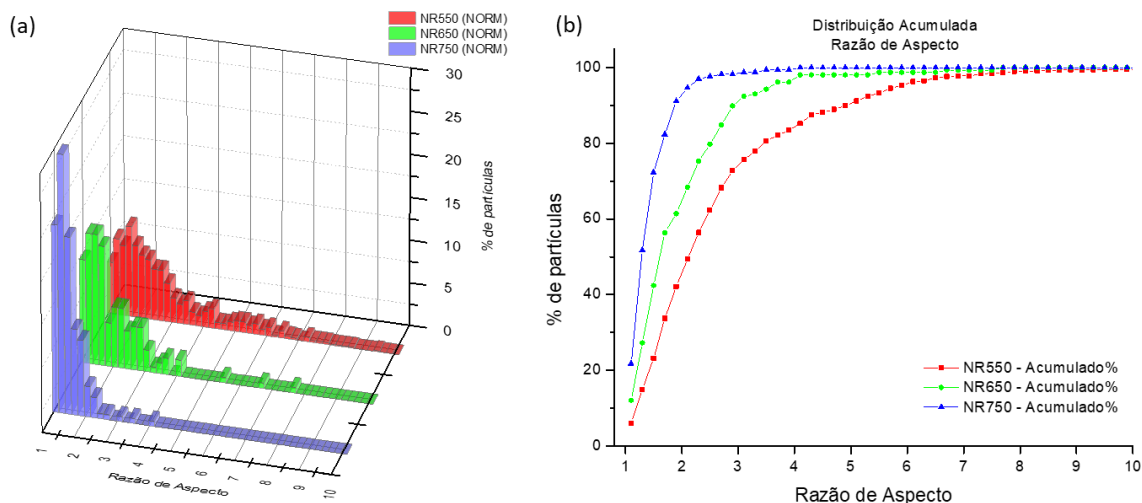 (a)
NR550 (NORM)
NR650 (NORM)
NR750 (NORM)
30
25
20
15
10
5
0
% de partículas
1 2 3 4 5 6 7 8 9 10
Razão de Aspecto
(b)
Distribuição Acumulada
Razão de Aspecto
100
80
60
40
20
0
% de partículas
NR550 - Acumulado%
NR650 - Acumulado%
NR750 - Acumulado%
1 2 3 4 5 6 7 8 9 10
Razão de Aspecto